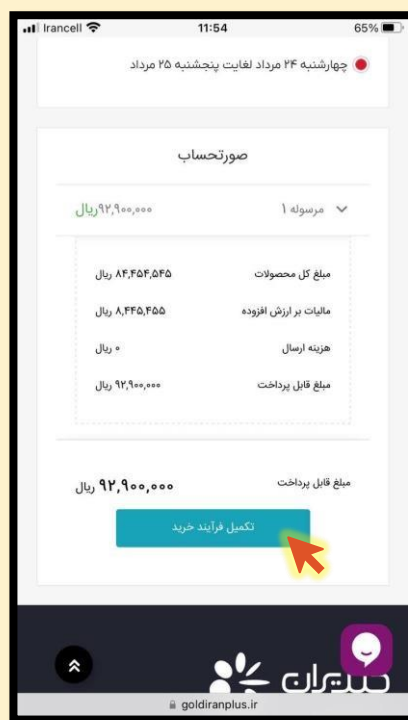 Irancell 11:54 65%
چهارشنبه ۲۴ مرداد لغایت پنجشنبه ۲۵ مرداد
صورتحساب
مرسوله ۱ ۹۲,۹۰۰,۰۰۰ریال
مبلغ کل محصولات ۸۴,۴۵۴,۵۴۵ ریال
مالیات بر ارزش افزوده ۸,۴۴۵,۴۵۵ ریال
هزینه ارسال ۰ ریال
مبلغ قابل پرداخت ۹۲,۹۰۰,۰۰۰ ریال
مبلغ قابل پرداخت ۹۲,۹۰۰,۰۰۰ ریال
تکمیل فرآیند خرید
گلدیران
goldiranplus.ir